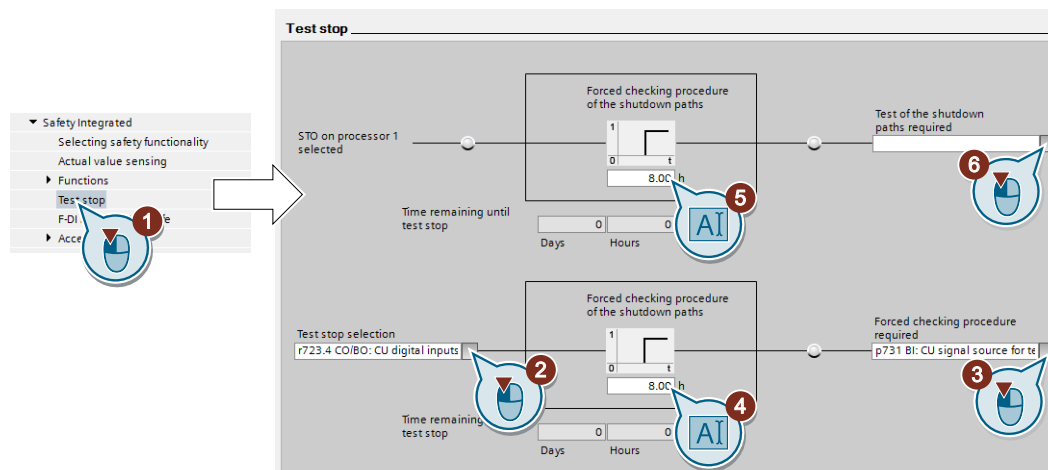 Test stop
Safety Integrated
Selecting safety functionality
Actual value sensing
Functions
Test stop
F-DI
Acce
1
Forced checking procedure
of the shutdown paths
STO on processor 1
selected
1
0 t
8.00 h
Time remaining until
test stop
0 0
Days Hours
5
AI
Test of the shutdown
paths required
6
Forced checking procedure
of the shutdown paths
Test stop selection
r723.4 CO/BO: CU digital inputs
2
1
0 t
8.00 h
Time remaining
test stop
0 0
Days Hours
4
AI
Forced checking procedure
required
p731 BI: CU signal source for te
3